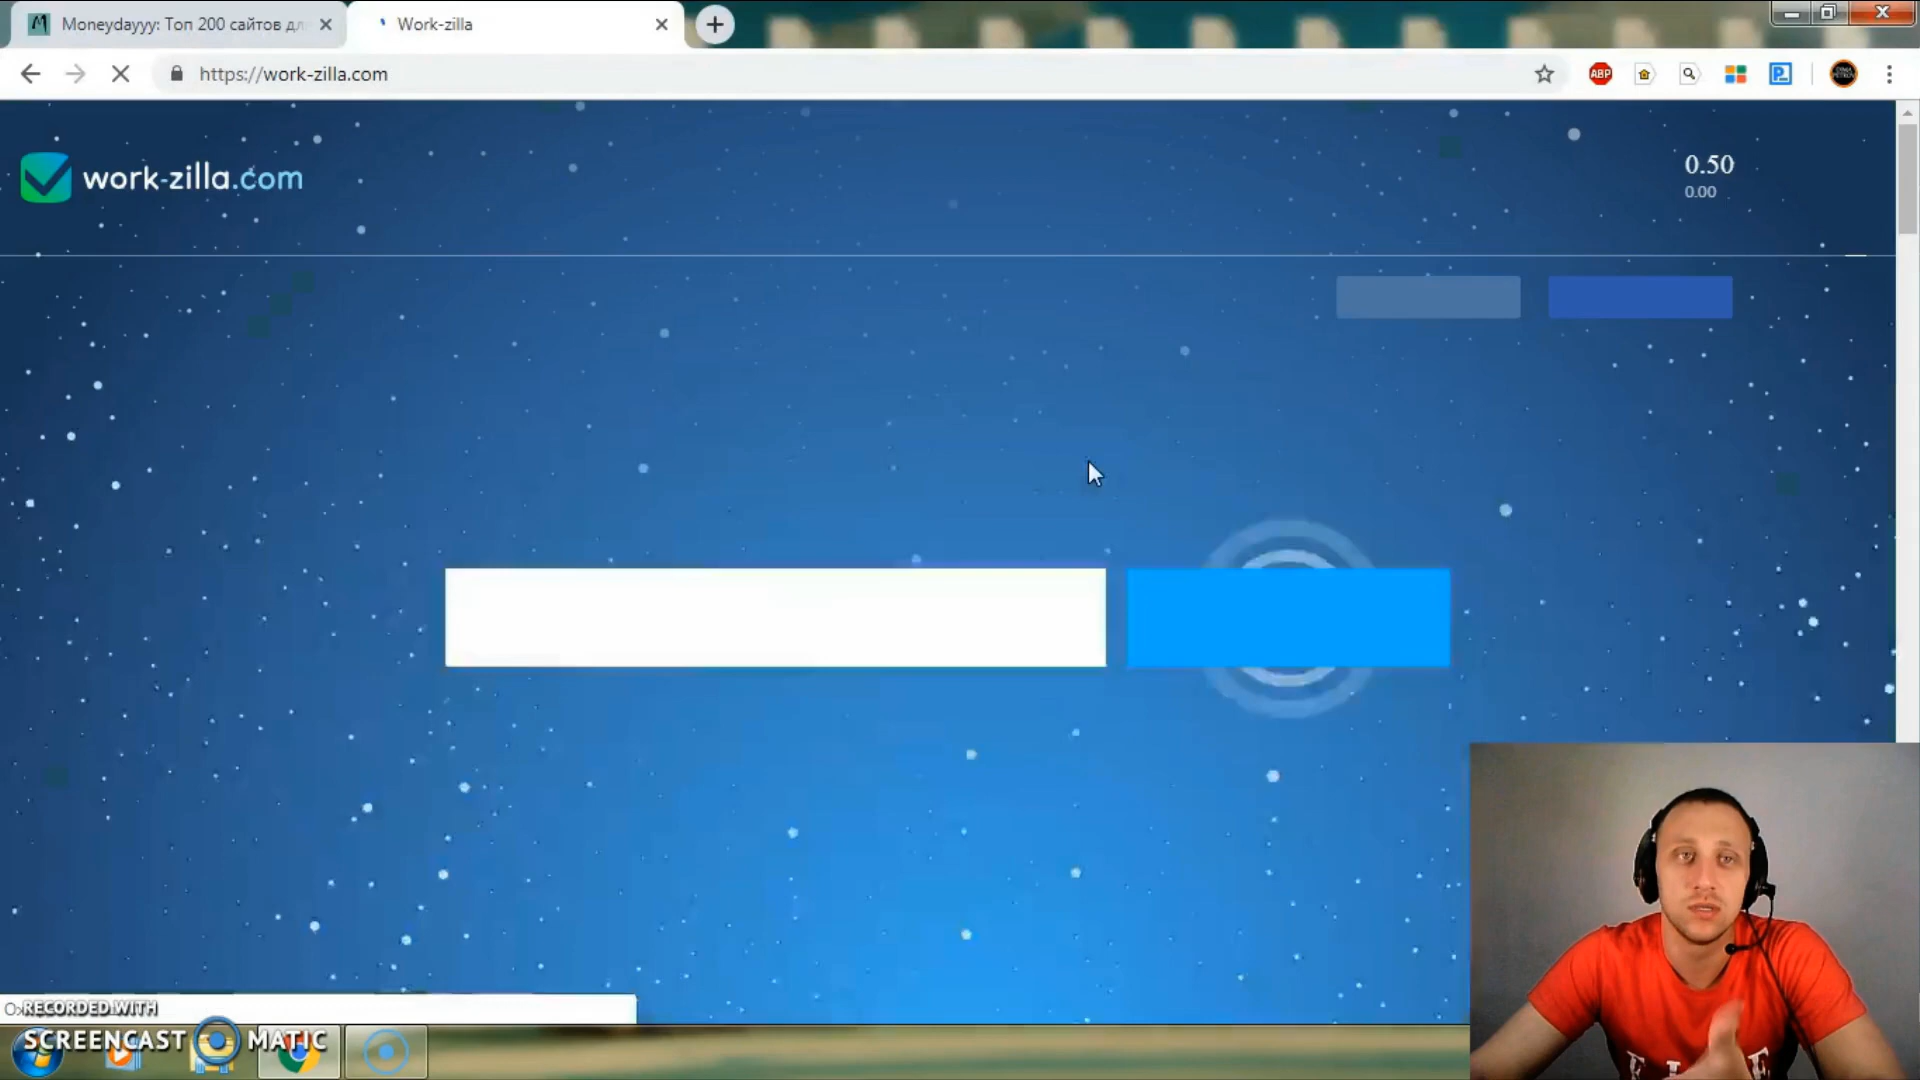 Moneydayyy: Топ 200 сайтов дл
Work-zilla
https://work-zilla.com
ABP
work-zilla.com
0.50
0.00
RECORDED WITH
SCREENCAST MATIC